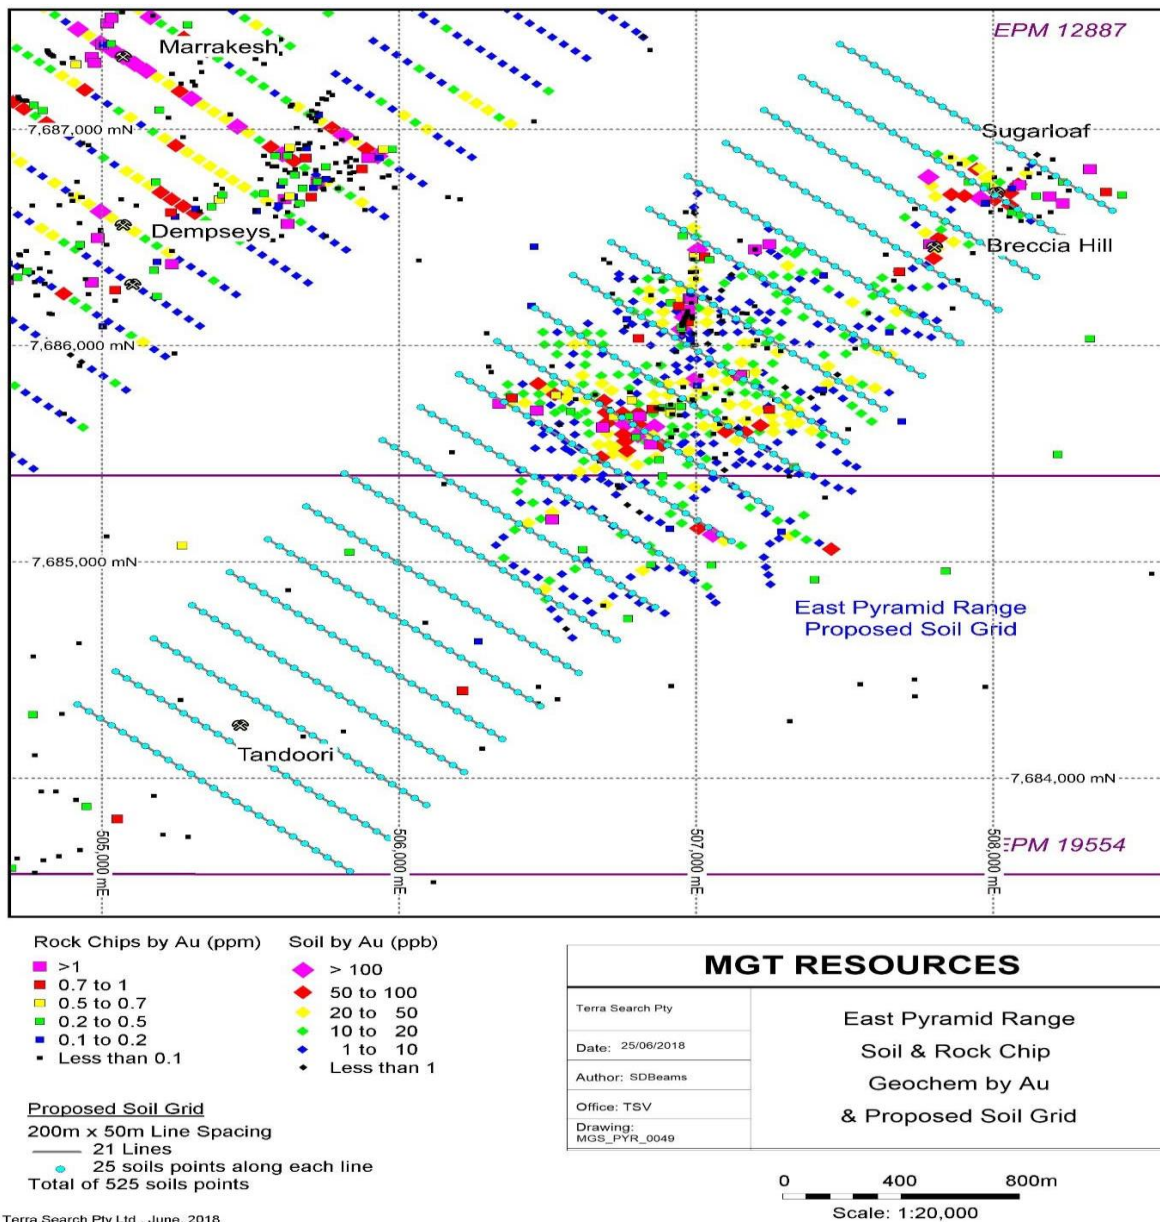 EPM 12887
Marrakesh
7,687,000 mN
Sugarloaf
Dempseys
Breccia Hill
7,686,000 mN
7,685,000 mN
East Pyramid Range
Proposed Soil Grid
Tandoori
7,684,000 mN
505,000 mE
506,000 mE
507,000 mE
508,000 mE
EPM 19554
Rock Chips by Au (ppm)
>1
0.7 to 1
0.5 to 0.7
0.2 to 0.5
0.1 to 0.2
Less than 0.1
Soil by Au (ppb)
> 100
50 to 100
20 to 50
10 to 20
1 to 10
Less than 1
Proposed Soil Grid
200m x 50m Line Spacing
21 Lines
25 soils points along each line
Total of 525 soils points
MGT RESOURCES
Terra Search Pty
Date: 25/06/2018
Author: SDBeams
Office: TSV
Drawing:
MGS_PYR_0049
East Pyramid Range
Soil & Rock Chip
Geochem by Au
& Proposed Soil Grid
0 400 800m
Scale: 1:20,000
Terra Search Pty Ltd , June, 2018